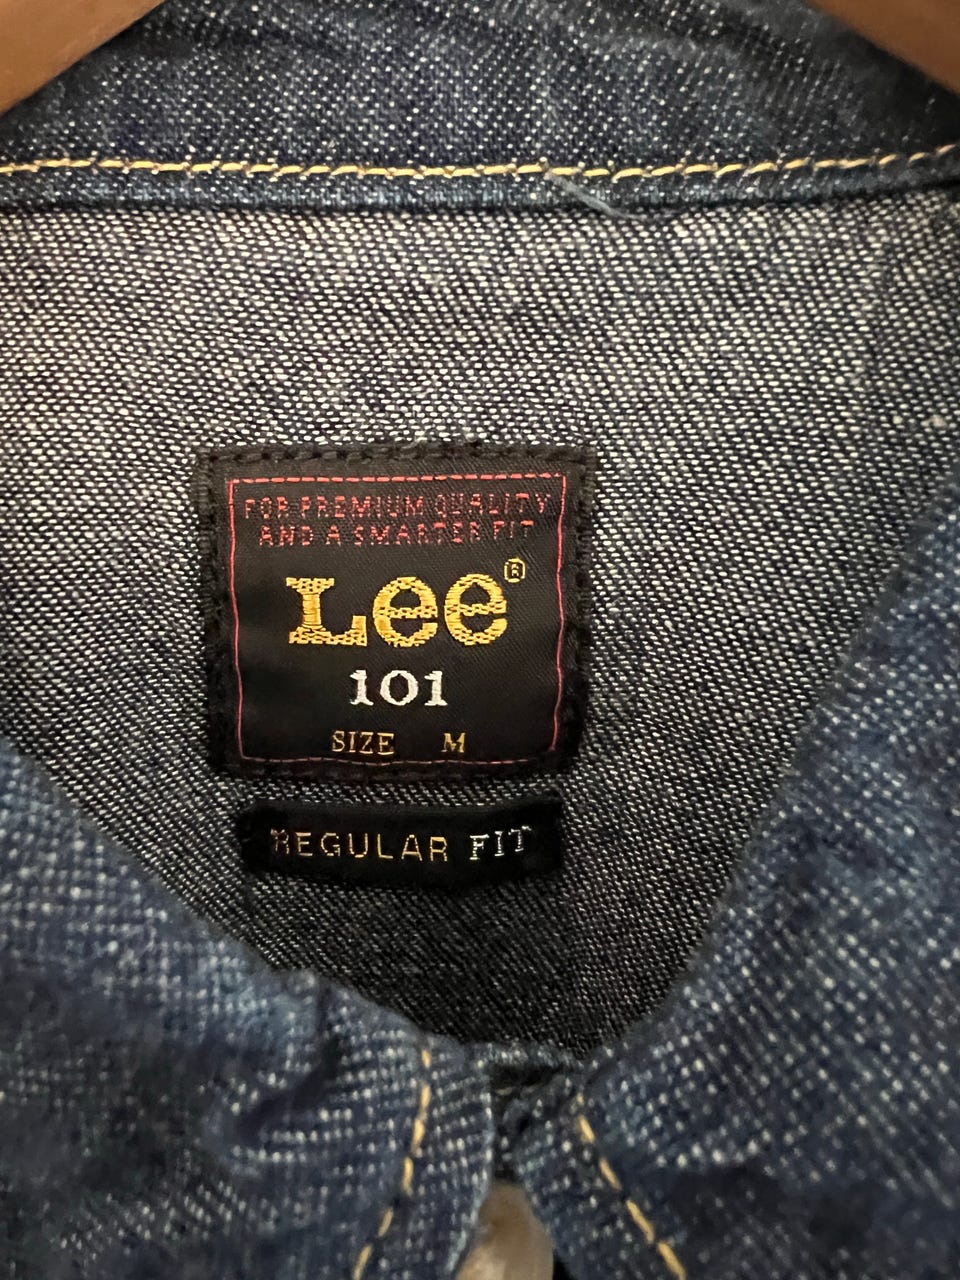 FOR PREMIUM QUALITY
AND A SMARTER FIT
Lee®
101
SIZE M
REGULAR FIT